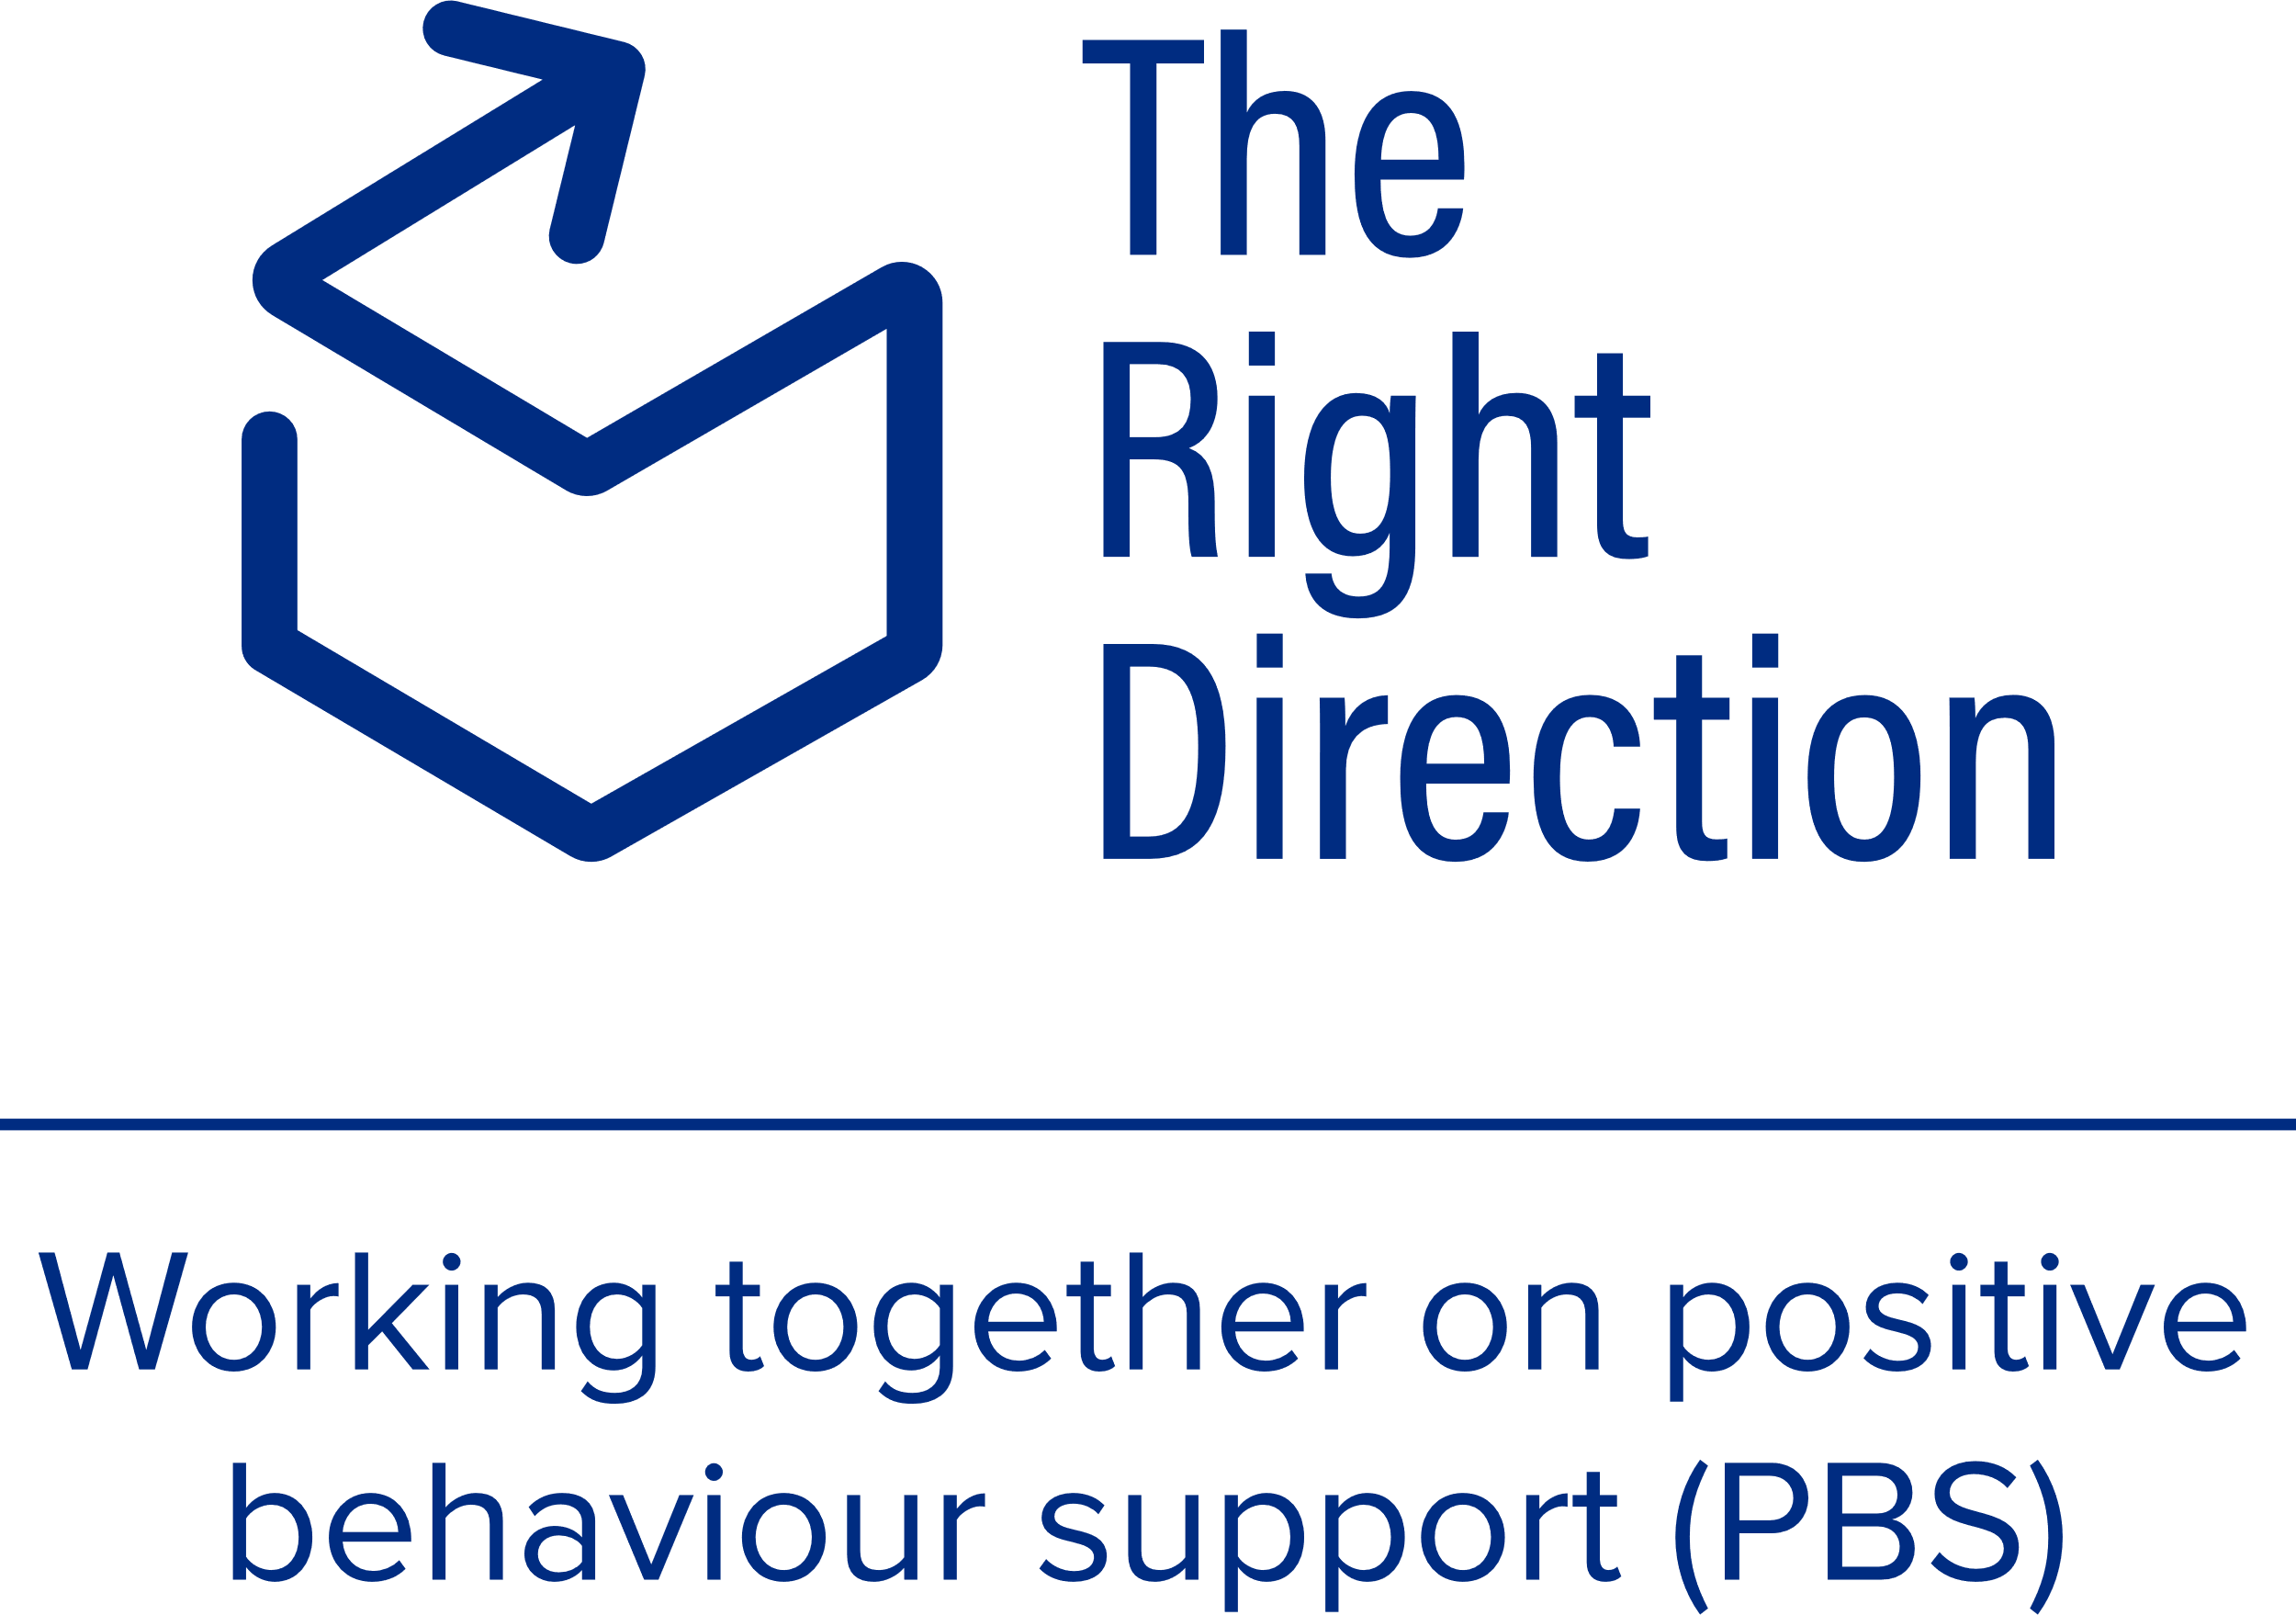 The
Right
Direction
Working together on positive
behaviour support (PBS)